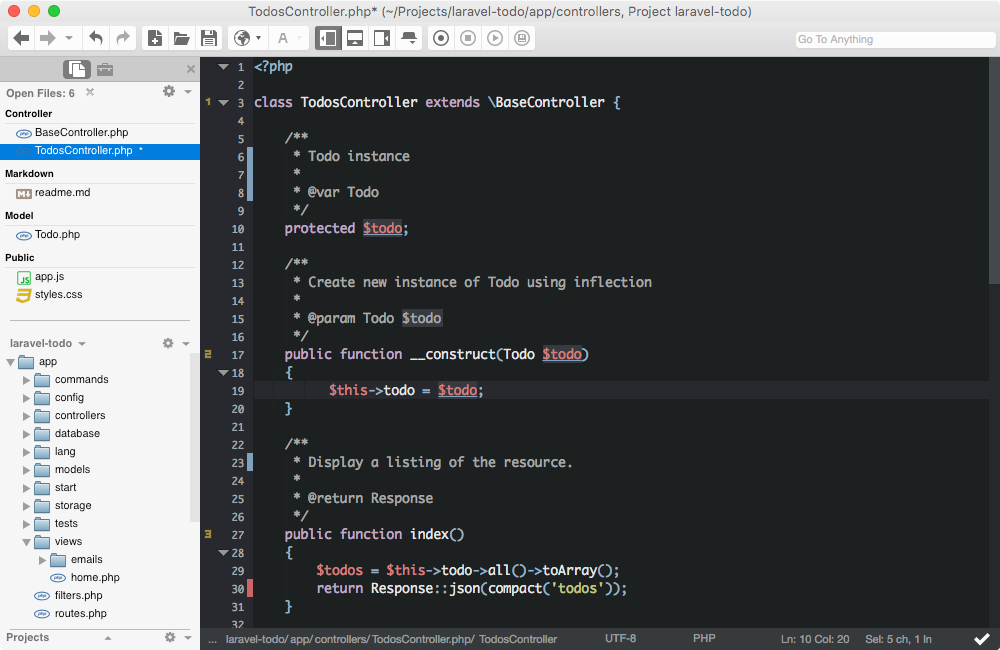 TodosController.php* (~/Projects/laravel-todo/app/controllers, Project laravel-todo)
Go To Anything
Open Files: 6
Controller
BaseController.php
TodosController.php *
Markdown
readme.md
Model
Todo.php
Public
app.js
styles.css
laravel-todo
app
commands
config
controllers
database
lang
models
start
storage
tests
views
emails
home.php
filters.php
routes.php
Projects
1 <?php
2
1 3 class TodosController extends \BaseController {
4
5 /**
6 * Todo instance
7 *
8 * @var Todo
9 */
10 protected $todo;
11
12 /**
13 * Create new instance of Todo using inflection
14 *
15 * @param Todo $todo
16 */
2 17 public function __construct(Todo $todo)
18 {
19 $this->todo = $todo;
20 }
21
22 /**
23 * Display a listing of the resource.
24 *
25 * @return Response
26 */
3 27 public function index()
28 {
29 $todos = $this->todo->all()->toArray();
30 return Response::json(compact('todos'));
31 }
32
... laravel-todo/ app/ controllers/ TodosController.php/ TodosController UTF-8 PHP Ln: 10 Col: 20 Sel: 5 ch, 1 ln